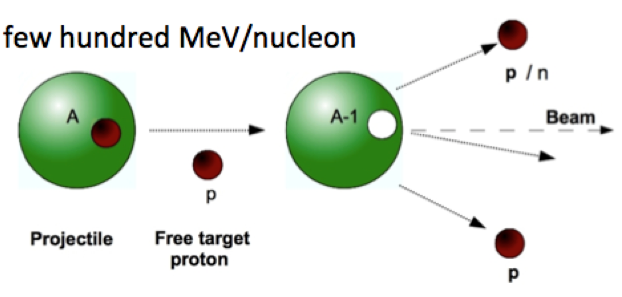 few hundred MeV/nucleon
A
p
Projectile
Free target
proton
A-1
p / n
Beam
p